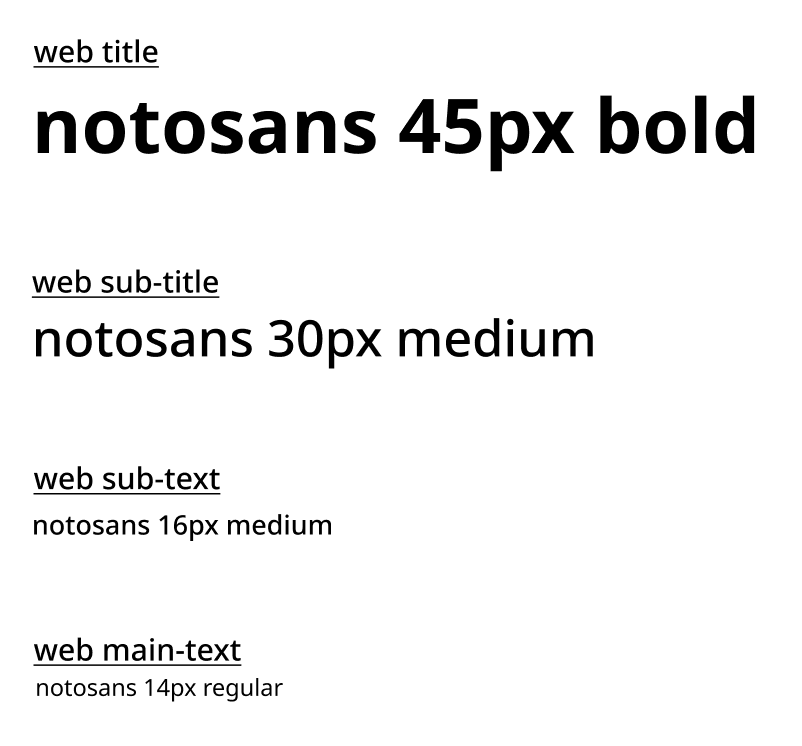 web title
notosans 45px bold
web sub-title
notosans 30px medium
web sub-text
notosans 16px medium
web main-text
notosans 14px regular